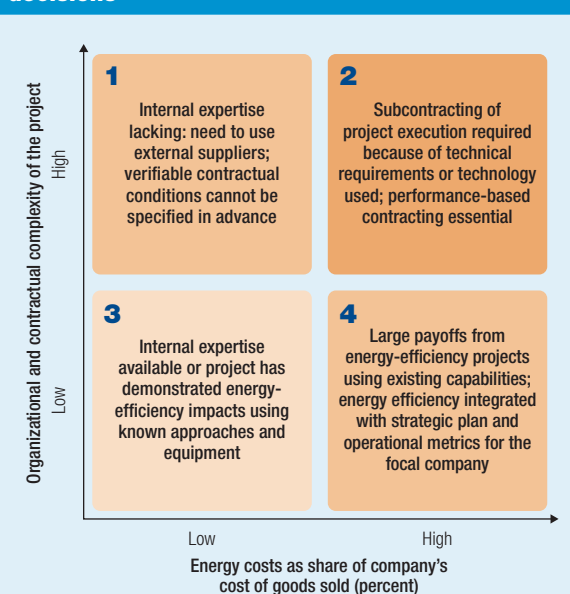 decisions
Organizational and contractual complexity of the project
High
Low
1
Internal expertise
lacking: need to use
external suppliers;
verifiable contractual
conditions cannot be
specified in advance
2
Subcontracting of
project execution required
because of technical
requirements or technology
used; performance-based
contracting essential
3
Internal expertise
available or project has
demonstrated energy-
efficiency impacts using
known approaches and
equipment
4
Large payoffs from
energy-efficiency projects
using existing capabilities;
energy efficiency integrated
with strategic plan and
operational metrics for the
focal company
Low
High
Energy costs as share of company's
cost of goods sold (percent)